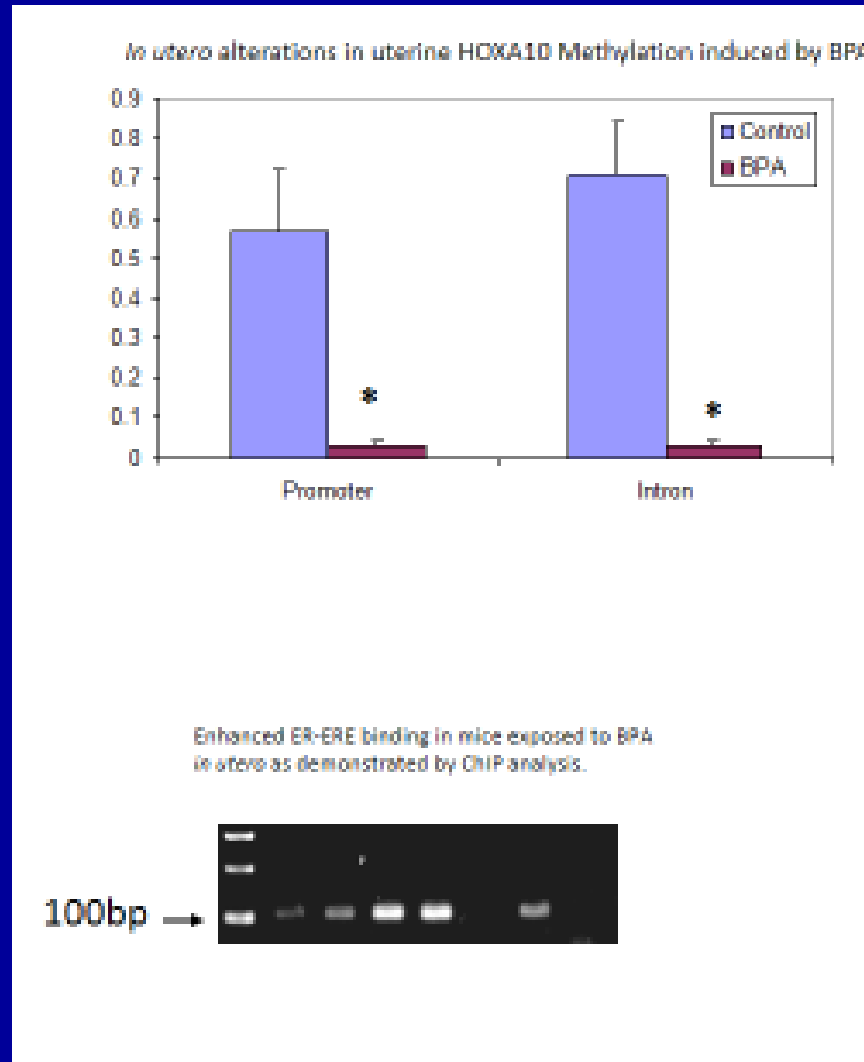 In utero alterations in uterine HOXA10 Methylation induced by BPA
0.9
0.8
0.7
0.6
0.5
0.4
0.3
0.2
0.1
0
Control
BPA
*
*
Promoter
Intron
Enhanced ER-ERE binding in mice exposed to BPA
in utero as demonstrated by ChIP analysis.
100bp